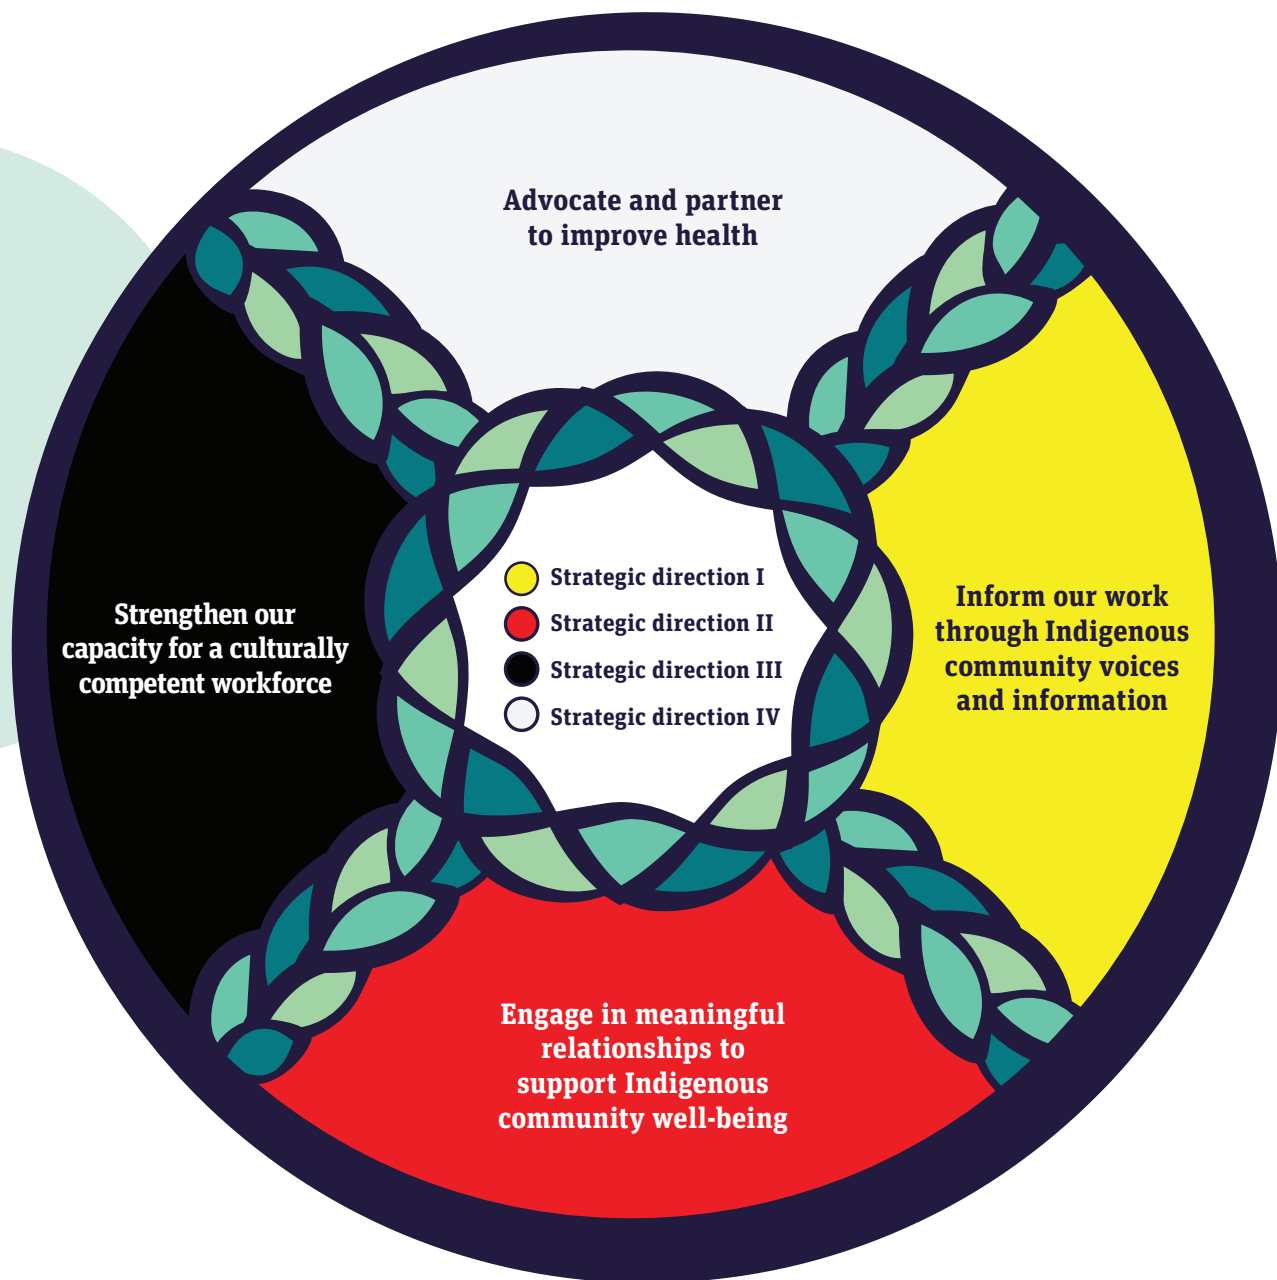 Advocate and partner
to improve health
Strengthen our
capacity for a culturally
competent workforce
Strategic direction I
Strategic direction II
Strategic direction III
Strategic direction IV
Inform our work
through Indigenous
community voices
and information
Engage in meaningful
relationships to
support Indigenous
community well-being